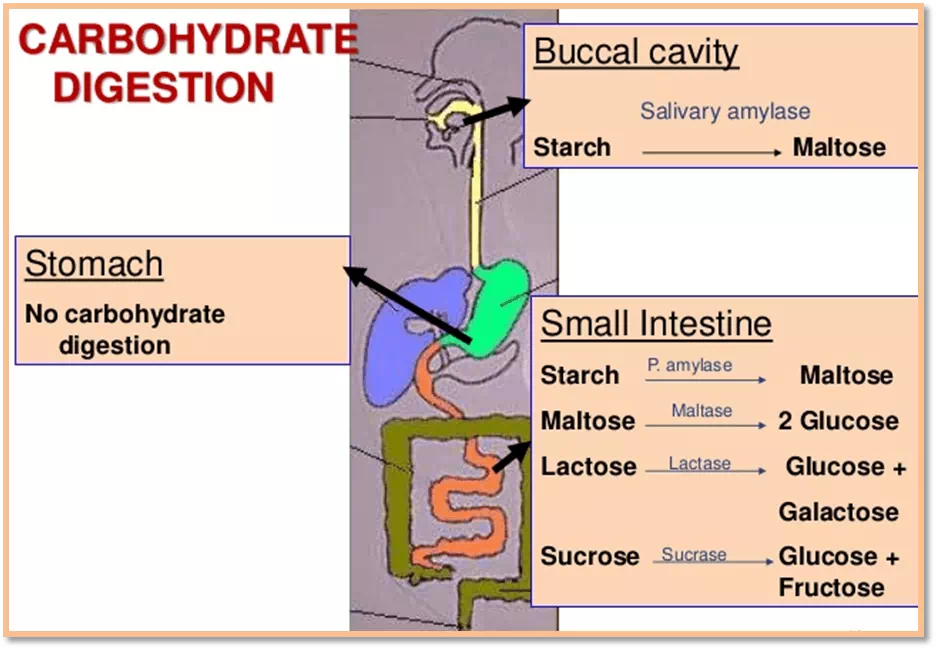 CARBOHYDRATE
DIGESTION
Buccal cavity
Salivary amylase
Starch Maltose
Stomach
No carbohydrate
digestion
Small Intestine
Starch P. amylase Maltose
Maltose Maltase 2 Glucose
Lactose Lactase Glucose +
Galactose
Sucrose Sucrase Glucose +
Fructose